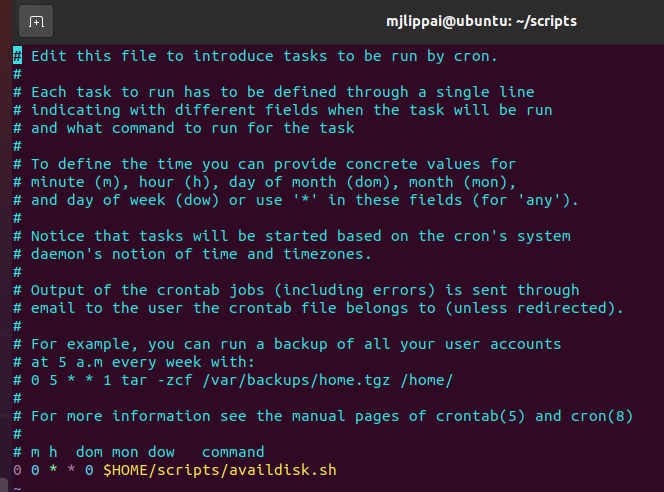 mjlippai@ubuntu: ~/scripts
# Edit this file to introduce tasks to be run by cron.
#
# Each task to run has to be defined through a single line
# indicating with different fields when the task will be run
# and what command to run for the task
#
# To define the time you can provide concrete values for
# minute (m), hour (h), day of month (dom), month (mon),
# and day of week (dow) or use '*' in these fields (for 'any').
#
# Notice that tasks will be started based on the cron's system
# daemon's notion of time and timezones.
#
# Output of the crontab jobs (including errors) is sent through
# email to the user the crontab file belongs to (unless redirected).
#
# For example, you can run a backup of all your user accounts
# at 5 a.m every week with:
# 0 5 * * 1 tar -zcf /var/backups/home.tgz /home/
#
# For more information see the manual pages of crontab(5) and cron(8)
#
# m h  dom mon dow   command
0 0 * * 0 $HOME/scripts/availdisk.sh
~